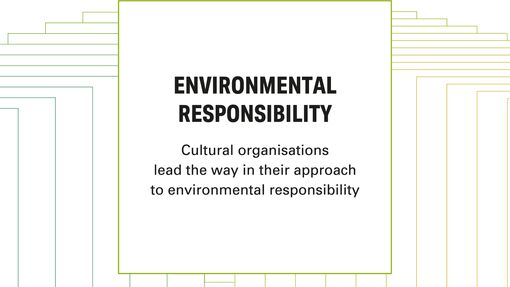 ENVIRONMENTAL
RESPONSIBILITY
Cultural organisations
lead the way in their approach
to environmental responsibility